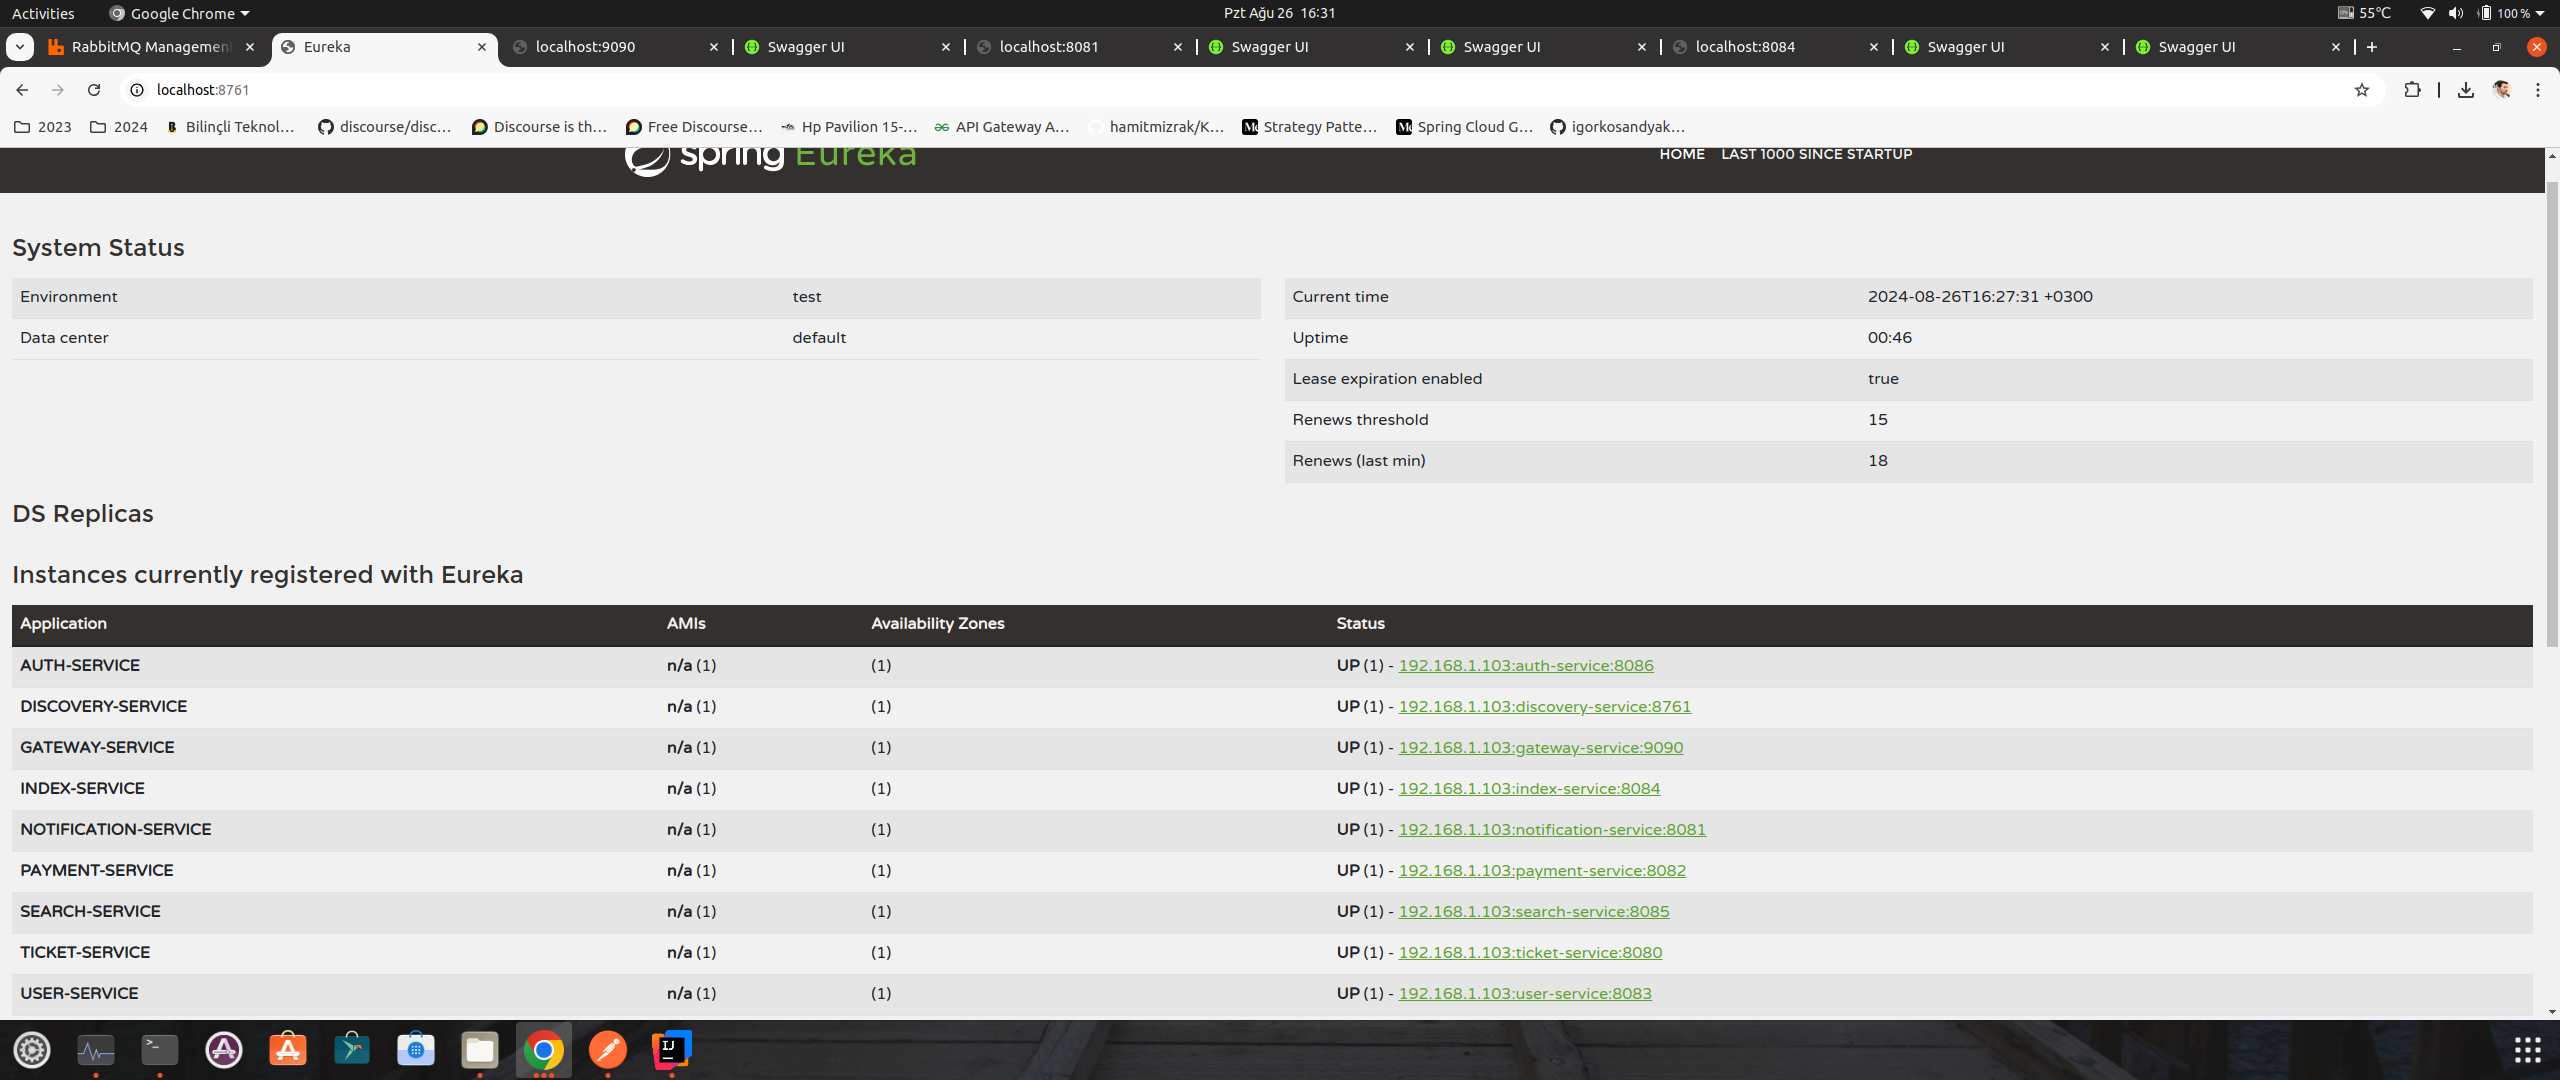 Activities Google Chrome Pzt Ağu 26 16:31 55°C 100 %
RabbitMQ Management Eureka localhost:9090 Swagger UI localhost:8081 Swagger UI Swagger UI localhost:8084 Swagger UI Swagger UI
localhost:8761
2023 2024 Bilinçli Teknol... discourse/disc... Discourse is th... Free Discourse... Hp Pavilion 15-... API Gateway A... hamitmizrak/K... Strategy Patte... Spring Cloud G... igorkosandyak...
spring Eureka HOME LAST 1000 SINCE STARTUP
System Status
Environment test Current time 2024-08-26T16:27:31 +0300
Data center default Uptime 00:46
Lease expiration enabled true
Renews threshold 15
Renews (last min) 18
DS Replicas
Instances currently registered with Eureka
Application AMIs Availability Zones Status
AUTH-SERVICE n/a (1) (1) UP (1) - 192.168.1.103:auth-service:8086
DISCOVERY-SERVICE n/a (1) (1) UP (1) - 192.168.1.103:discovery-service:8761
GATEWAY-SERVICE n/a (1) (1) UP (1) - 192.168.1.103:gateway-service:9090
INDEX-SERVICE n/a (1) (1) UP (1) - 192.168.1.103:index-service:8084
NOTIFICATION-SERVICE n/a (1) (1) UP (1) - 192.168.1.103:notification-service:8081
PAYMENT-SERVICE n/a (1) (1) UP (1) - 192.168.1.103:payment-service:8082
SEARCH-SERVICE n/a (1) (1) UP (1) - 192.168.1.103:search-service:8085
TICKET-SERVICE n/a (1) (1) UP (1) - 192.168.1.103:ticket-service:8080
USER-SERVICE n/a (1) (1) UP (1) - 192.168.1.103:user-service:8083
IJ